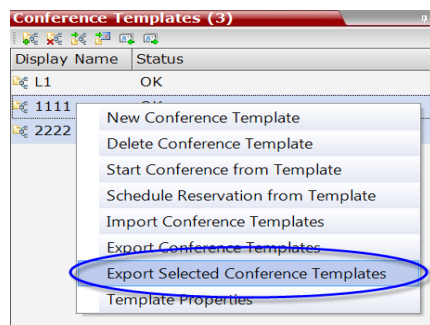 Conference Templates (3)
Display Name Status
L1 OK
1111 OK
2222
New Conference Template
Delete Conference Template
Start Conference from Template
Schedule Reservation from Template
Import Conference Templates
Export Conference Templates
Export Selected Conference Templates
Template Properties